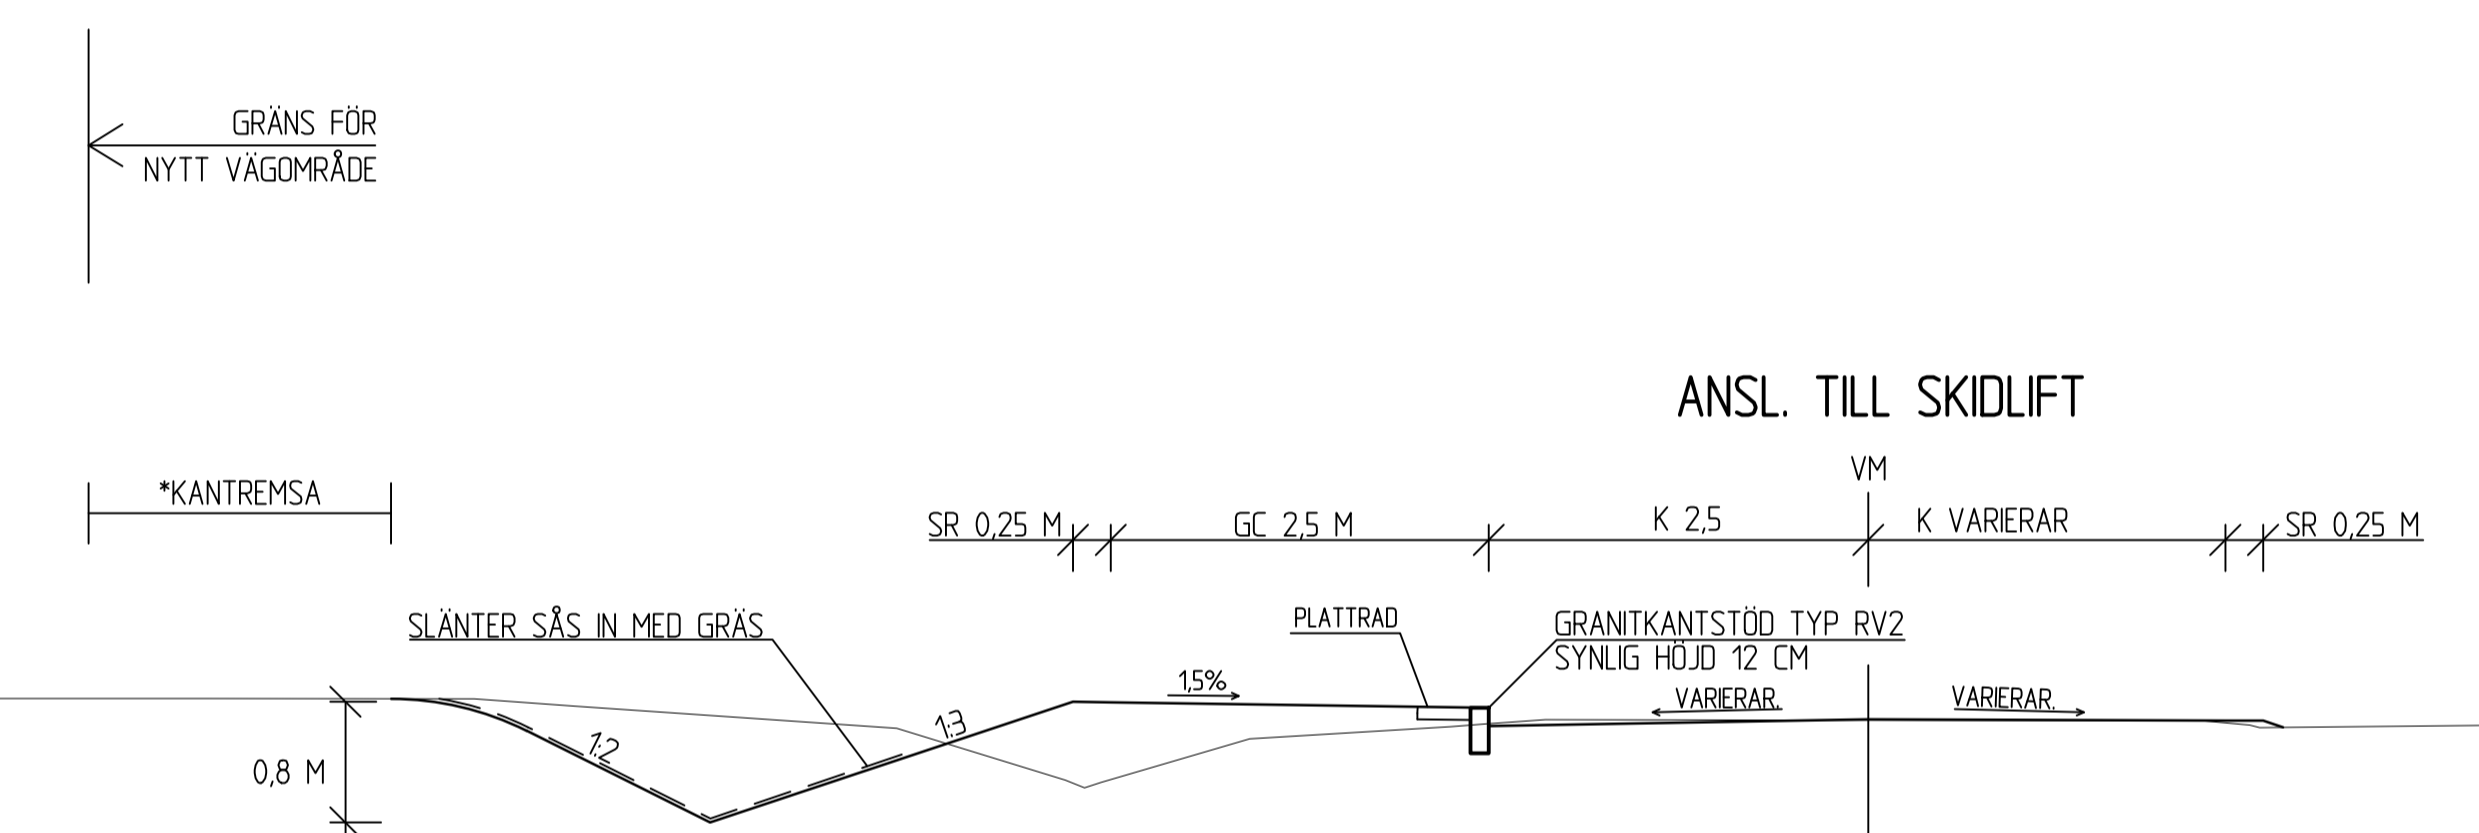 GRÄNS FÖR
NYTT VÄGOMRÅDE
ANSL. TILL SKIDLIFT
VM
*KANTREMSA
SR 0,25 M
GC 2,5 M
K 2,5
K VARIERAR
SR 0,25 M
SLÄNTER SÅS IN MED GRÄS
PLATTRAD
GRANITKANTSTÖD TYP RV2
SYNLIG HÖJD 12 CM
1,5%
VARIERAR.
VARIERAR.
1:2
1:3
0,8 M